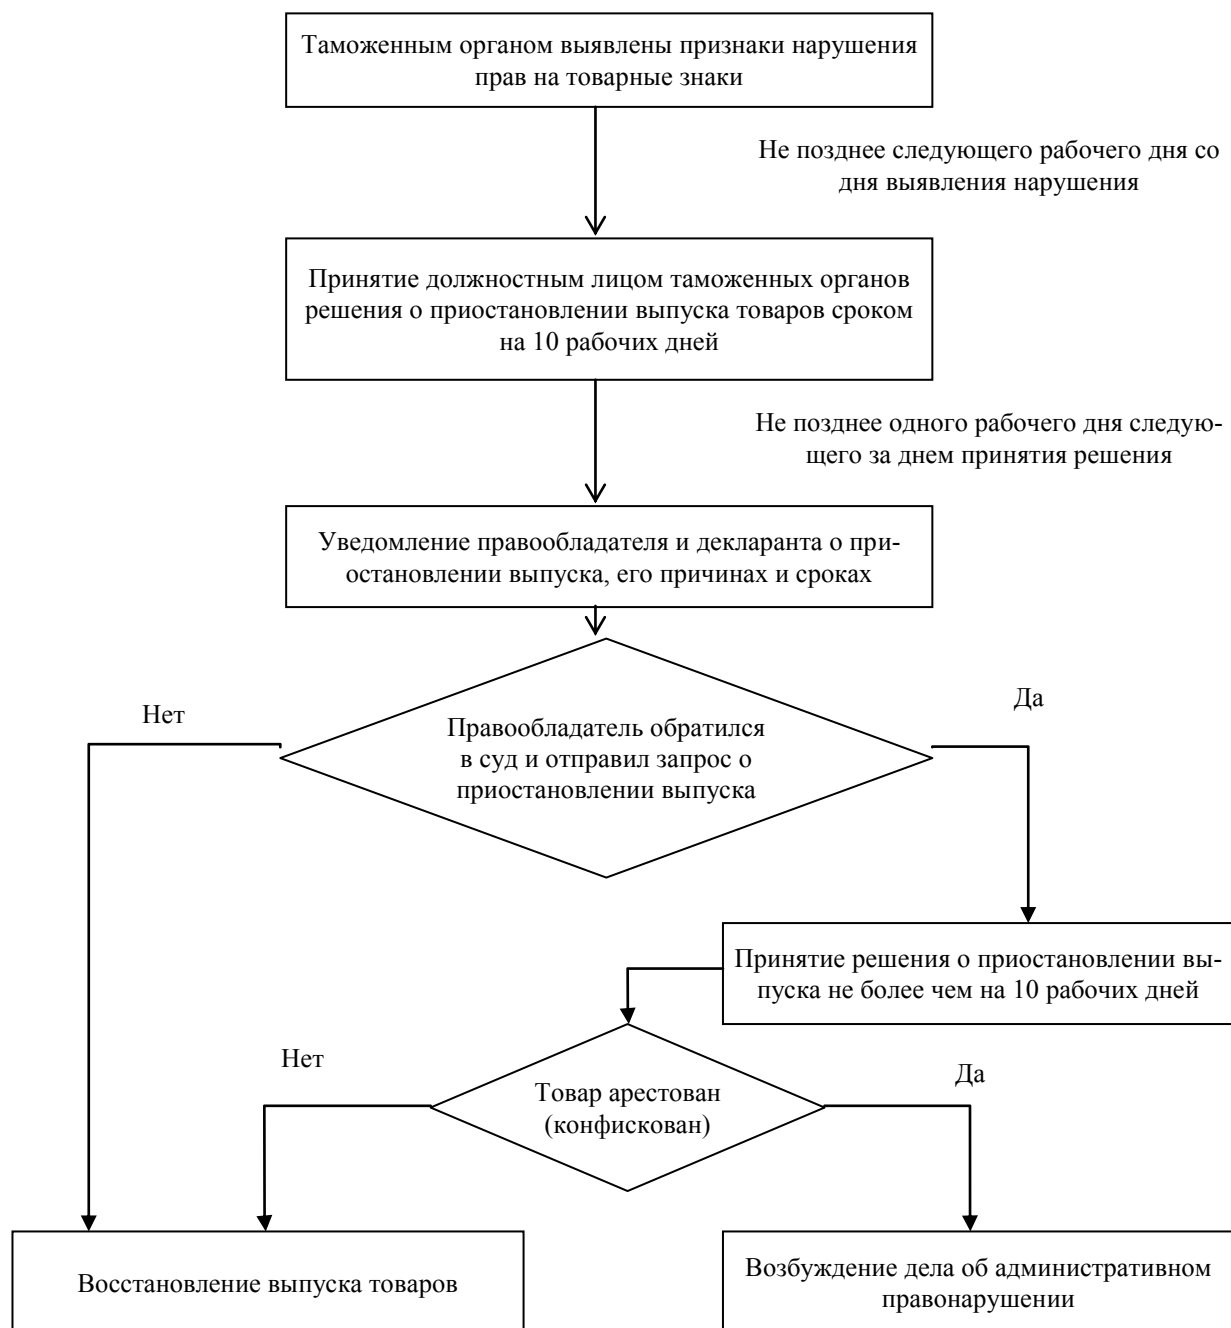 Таможенным органом выявлены признаки нарушения
прав на товарные знаки
Не позднее следующего рабочего дня со
дня выявления нарушения
Принятие должностным лицом таможенных органов
решения о приостановлении выпуска товаров сроком
на 10 рабочих дней
Не позднее одного рабочего дня следую-
щего за днем принятия решения
Уведомление правообладателя и декларанта о при-
остановлении выпуска, его причинах и сроках
Нет
Да
Правообладатель обратился
в суд и отправил запрос о
приостановлении выпуска
Принятие решения о приостановлении вы-
пуска не более чем на 10 рабочих дней
Нет
Да
Товар арестован
(конфискован)
Восстановление выпуска товаров
Возбуждение дела об административном
правонарушении